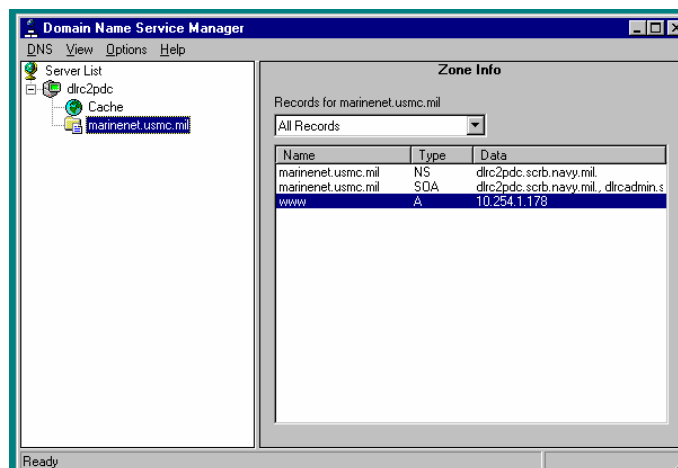 Domain Name Service Manager
DNS View Options Help
Server List
dlrc2pdc
Cache
marinenet.usmc.mil
Zone Info
Records for marinenet.usmc.mil
All Records
Name Type Data
marinenet.usmc.mil NS dlrc2pdc.scrb.navy.mil.
marinenet.usmc.mil SOA dlrc2pdc.scrb.navy.mil., dlrcadmin.s
www A 10.254.1.178
Ready